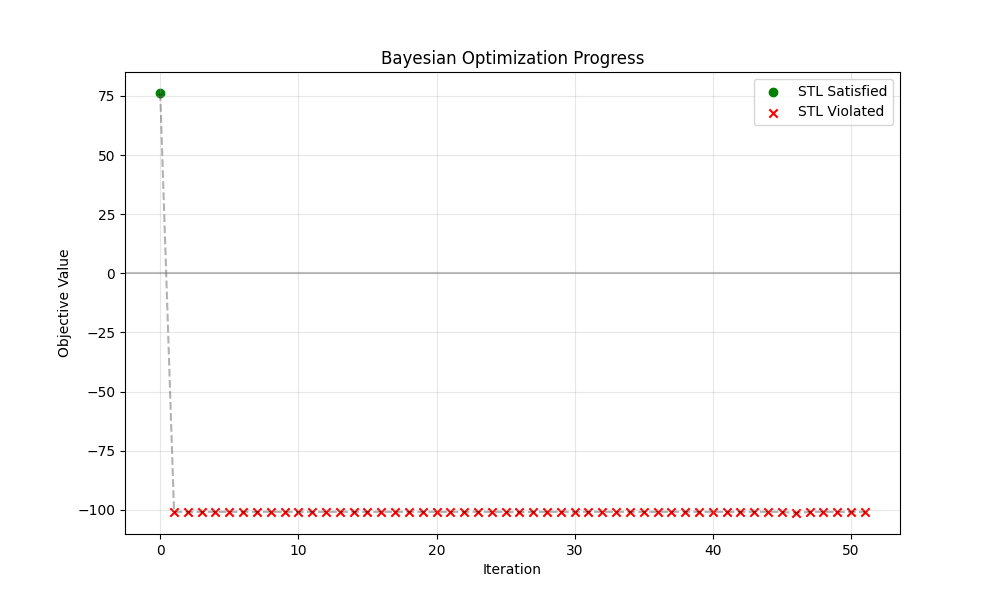 Bayesian Optimization Progress
STL Satisfied
STL Violated
75
50
25
0
−25
−50
−75
−100
Objective Value
0 10 20 30 40 50
Iteration